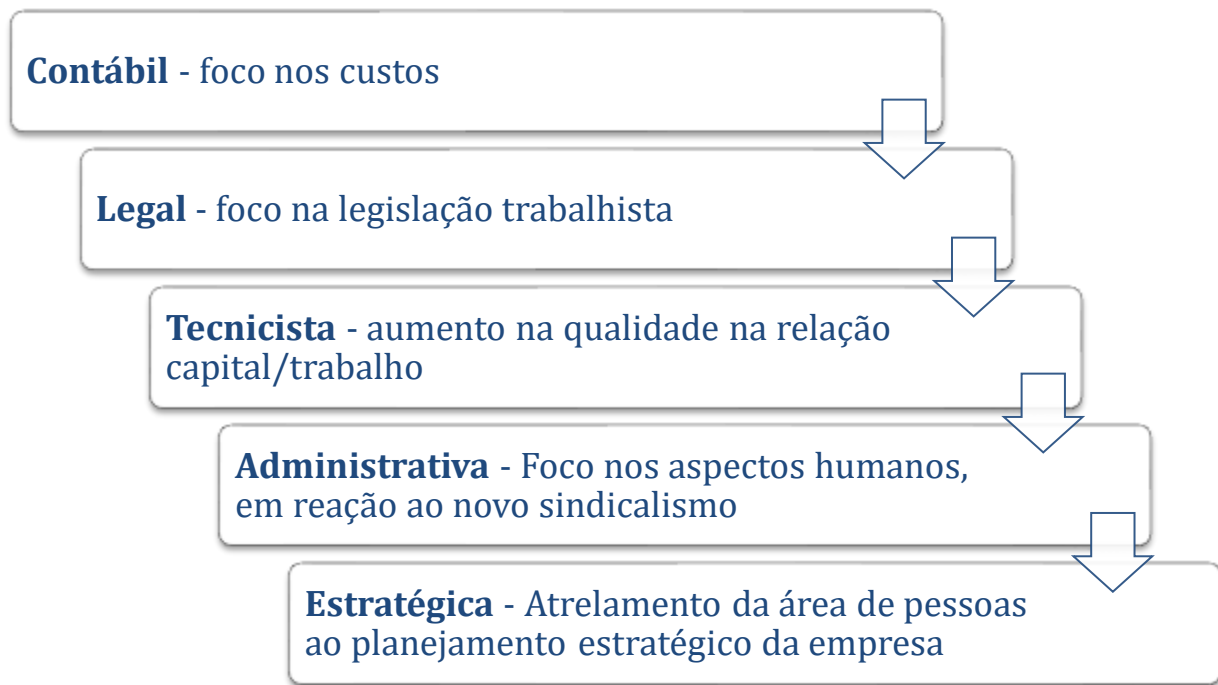 Contábil - foco nos custos
Legal - foco na legislação trabalhista
Tecnicista - aumento na qualidade na relação
capital/trabalho
Administrativa - Foco nos aspectos humanos,
em reação ao novo sindicalismo
Estratégica - Atrelamento da área de pessoas
ao planejamento estratégico da empresa